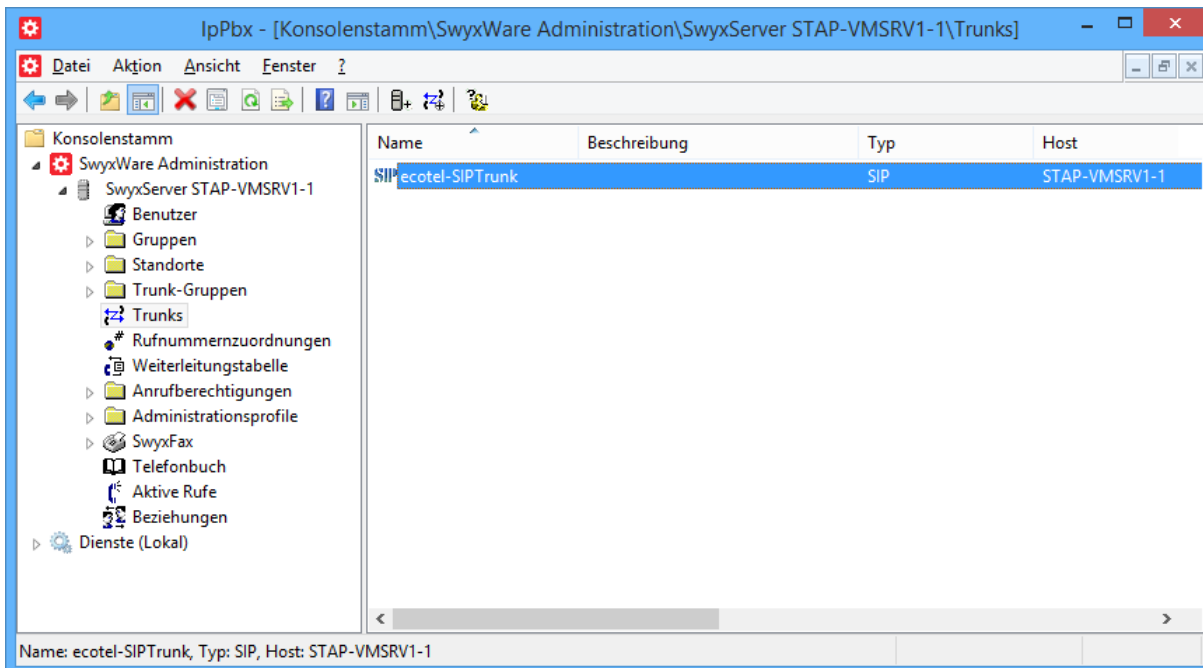 IpPbx - [Konsolenstamm\SwyxWare Administration\SwyxServer STAP-VMSRV1-1\Trunks]
Datei Aktion Ansicht Fenster ?
Konsolenstamm
SwyxWare Administration
SwyxServer STAP-VMSRV1-1
Benutzer
Gruppen
Standorte
Trunk-Gruppen
Trunks
Rufnummernzuordnungen
Weiterleitungstabelle
Anrufberechtigungen
Administrationsprofile
SwyxFax
Telefonbuch
Aktive Rufe
Beziehungen
Dienste (Lokal)
Name Beschreibung Typ Host
SIP ecotel-SIPTrunk SIP STAP-VMSRV1-1
Name: ecotel-SIPTrunk, Typ: SIP, Host: STAP-VMSRV1-1